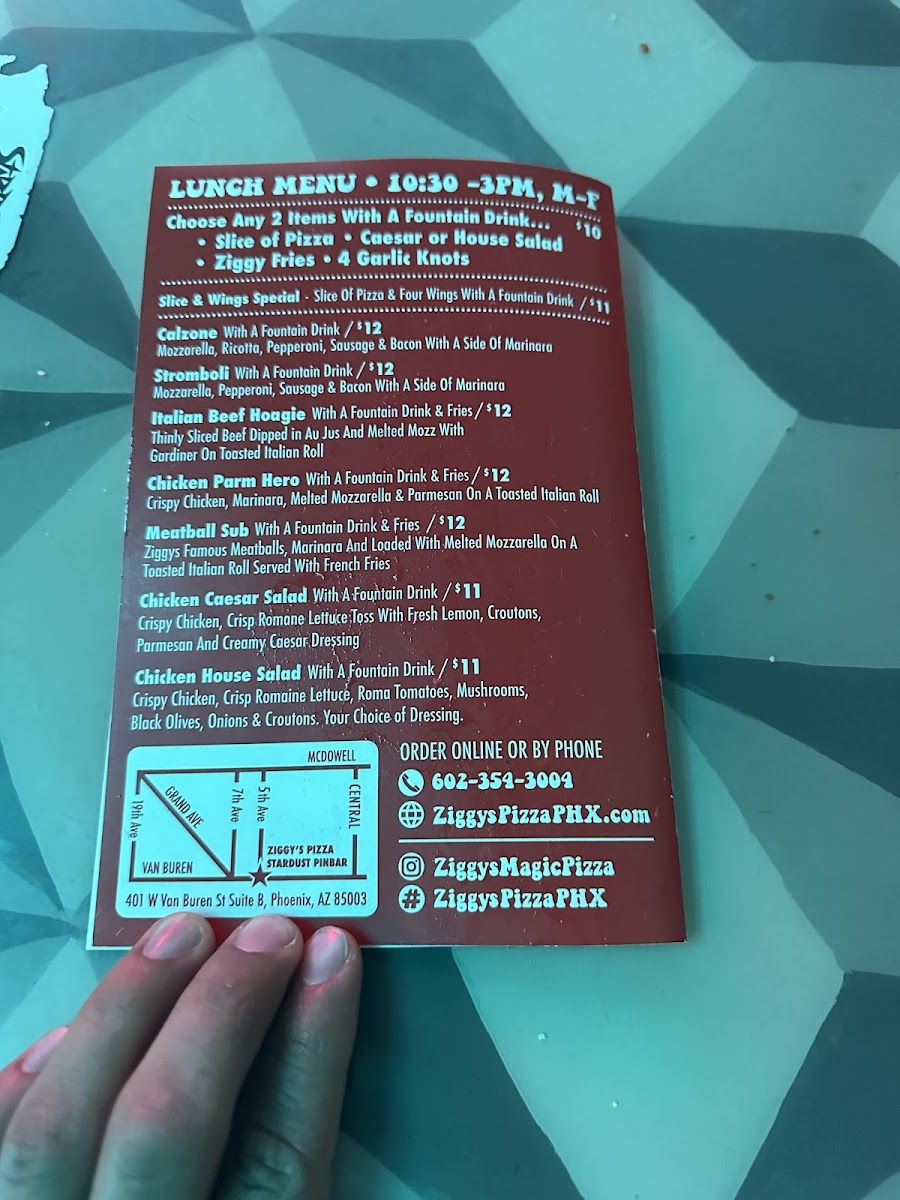 LUNCH MENU • 10:30 -3PM, M-F
Choose Any 2 Items With A Fountain Drink... $10
• Slice of Pizza • Caesar or House Salad
• Ziggy Fries • 4 Garlic Knots
Slice & Wings Special - Slice Of Pizza & Four Wings With A Fountain Drink / $11
Calzone With A Fountain Drink / $12
Mozzarella, Ricotta, Pepperoni, Sausage & Bacon With A Side Of Marinara
Stromboli With A Fountain Drink / $12
Mozzarella, Pepperoni, Sausage & Bacon With A Side Of Marinara
Italian Beef Hoagie With A Fountain Drink & Fries / $12
Thinly Sliced Beef Dipped in Au Jus And Melted Mozz With
Gardiner On Toasted Italian Roll
Chicken Parm Hero With A Fountain Drink & Fries / $12
Crispy Chicken, Marinara, Melted Mozzarella & Parmesan On A Toasted Italian Roll
Meatball Sub With A Fountain Drink & Fries / $12
Ziggys Famous Meatballs, Marinara And Loaded With Melted Mozzarella On A
Toasted Italian Roll Served With French Fries
Chicken Caesar Salad With A Fountain Drink / $11
Crispy Chicken, Crisp Romane Lettuce Toss With Fresh Lemon, Croutons,
Parmesan And Creamy Caesar Dressing
Chicken House Salad With A Fountain Drink / $11
Crispy Chicken, Crisp Romaine Lettuce, Roma Tomatoes, Mushrooms,
Black Olives, Onions & Croutons. Your Choice of Dressing.
MCDOWELL
19th Ave
GRAND AVE
7th Ave
5th Ave
CENTRAL
VAN BUREN
ZIGGY'S PIZZA
STARDUST PINBAR
401 W Van Buren St Suite B, Phoenix, AZ 85003
ORDER ONLINE OR BY PHONE
602-354-3004
ZiggysPizzaPHX.com
ZiggysMagicPizza
# ZiggysPizzaPHX